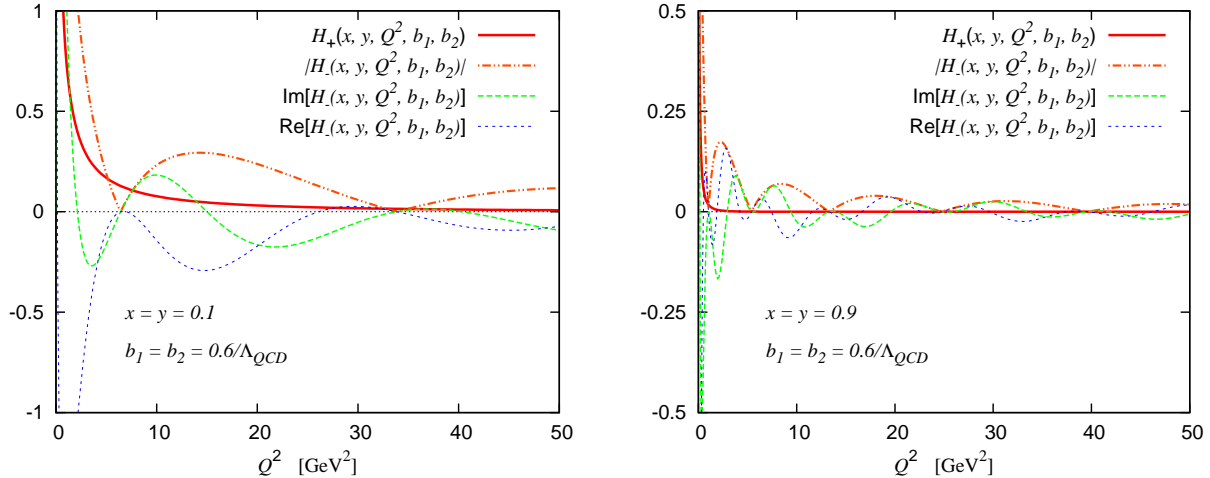 1
0.5
0
-0.5
-1
0 10 20 30 40 50
Q² [GeV²]
H₊(x, y, Q², b₁, b₂)
|H₋(x, y, Q², b₁, b₂)|
Im[H₋(x, y, Q², b₁, b₂)]
Re[H₋(x, y, Q², b₁, b₂)]
x = y = 0.1
b₁ = b₂ = 0.6/Λ_QCD
0.5
0.25
0
-0.25
-0.5
0 10 20 30 40 50
Q² [GeV²]
H₊(x, y, Q², b₁, b₂)
|H₋(x, y, Q², b₁, b₂)|
Im[H₋(x, y, Q², b₁, b₂)]
Re[H₋(x, y, Q², b₁, b₂)]
x = y = 0.9
b₁ = b₂ = 0.6/Λ_QCD